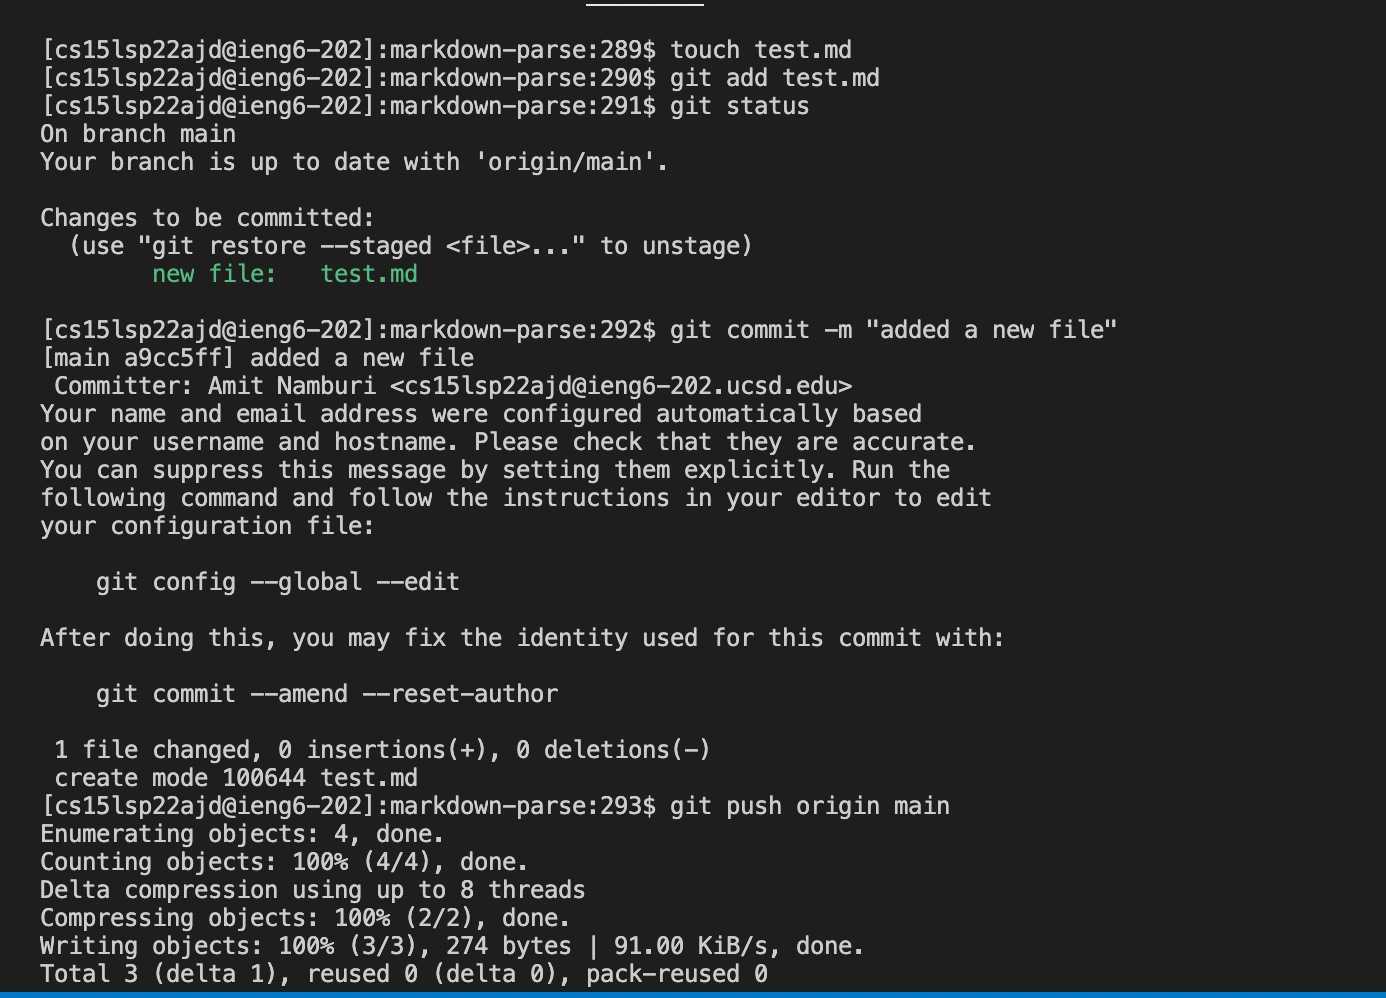 [cs15lsp22ajd@ieng6-202]:markdown-parse:289$ touch test.md
[cs15lsp22ajd@ieng6-202]:markdown-parse:290$ git add test.md
[cs15lsp22ajd@ieng6-202]:markdown-parse:291$ git status
On branch main
Your branch is up to date with 'origin/main'.

Changes to be committed:
  (use "git restore --staged <file>..." to unstage)
        new file:   test.md

[cs15lsp22ajd@ieng6-202]:markdown-parse:292$ git commit -m "added a new file"
[main a9cc5ff] added a new file
 Committer: Amit Namburi <cs15lsp22ajd@ieng6-202.ucsd.edu>
Your name and email address were configured automatically based
on your username and hostname. Please check that they are accurate.
You can suppress this message by setting them explicitly. Run the
following command and follow the instructions in your editor to edit
your configuration file:

    git config --global --edit

After doing this, you may fix the identity used for this commit with:

    git commit --amend --reset-author

 1 file changed, 0 insertions(+), 0 deletions(-)
 create mode 100644 test.md
[cs15lsp22ajd@ieng6-202]:markdown-parse:293$ git push origin main
Enumerating objects: 4, done.
Counting objects: 100% (4/4), done.
Delta compression using up to 8 threads
Compressing objects: 100% (2/2), done.
Writing objects: 100% (3/3), 274 bytes | 91.00 KiB/s, done.
Total 3 (delta 1), reused 0 (delta 0), pack-reused 0